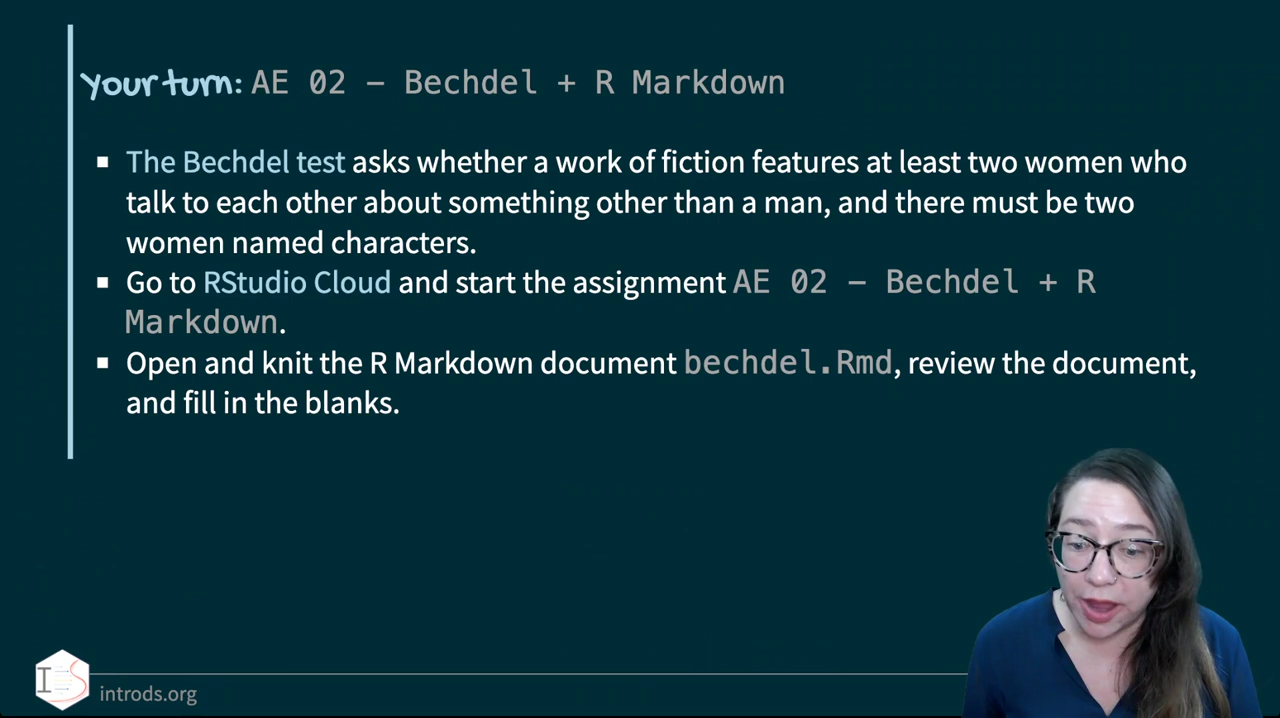 your turn: AE 02 – Bechdel + R Markdown
▪ The Bechdel test asks whether a work of fiction features at least two women who
talk to each other about something other than a man, and there must be two
women named characters.
▪ Go to RStudio Cloud and start the assignment AE 02 – Bechdel + R
Markdown.
▪ Open and knit the R Markdown document bechdel.Rmd, review the document,
and fill in the blanks.
introds.org